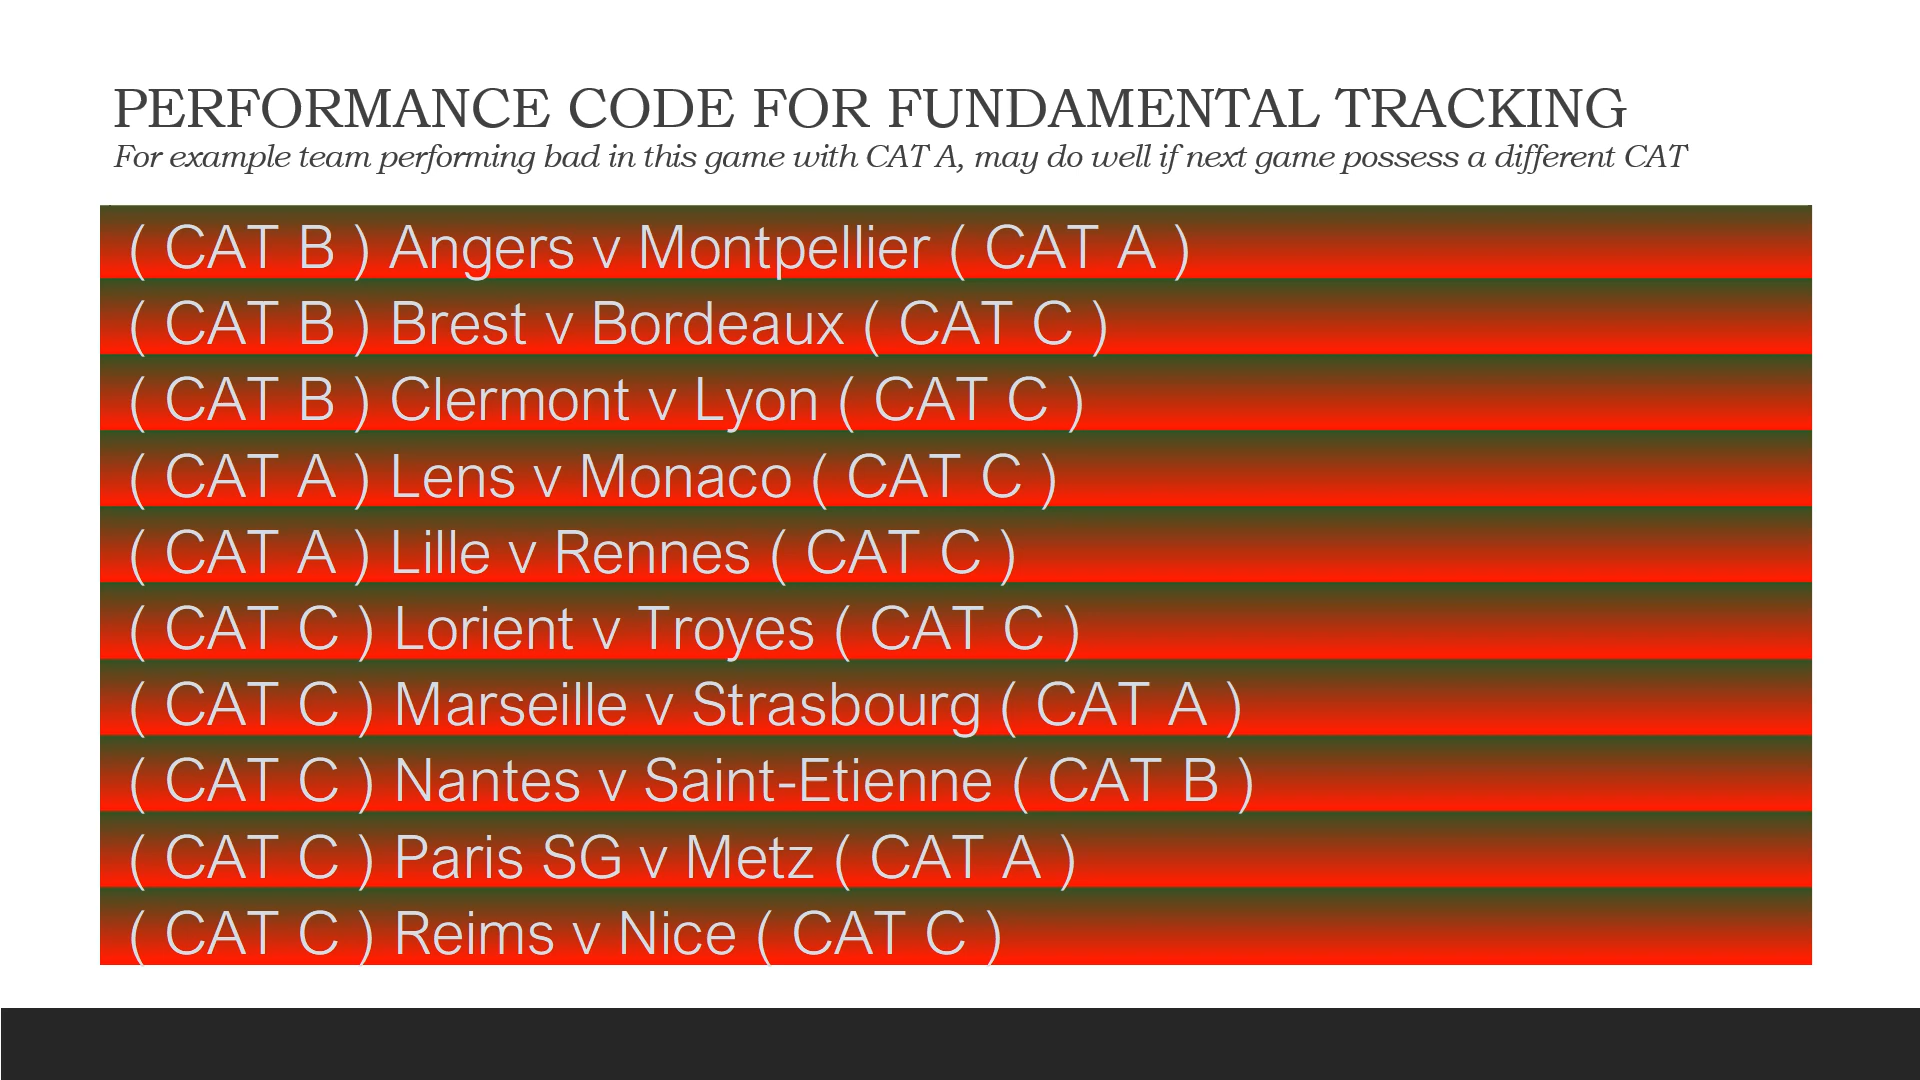 PERFORMANCE CODE FOR FUNDAMENTAL TRACKING
For example team performing bad in this game with CAT A, may do well if next game possess a different CAT
( CAT B ) Angers v Montpellier ( CAT A )
( CAT B ) Brest v Bordeaux ( CAT C )
( CAT B ) Clermont v Lyon ( CAT C )
( CAT A ) Lens v Monaco ( CAT C )
( CAT A ) Lille v Rennes ( CAT C )
( CAT C ) Lorient v Troyes ( CAT C )
( CAT C ) Marseille v Strasbourg ( CAT A )
( CAT C ) Nantes v Saint-Etienne ( CAT B )
( CAT C ) Paris SG v Metz ( CAT A )
( CAT C ) Reims v Nice ( CAT C )